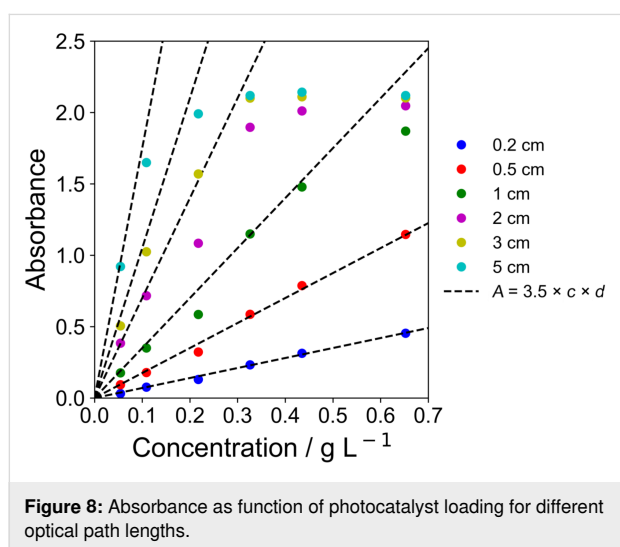 2.5
2.0
1.5
1.0
0.5
0.0
Absorbance
0.0 0.1 0.2 0.3 0.4 0.5 0.6 0.7
Concentration / g L⁻¹
0.2 cm
0.5 cm
1 cm
2 cm
3 cm
5 cm
A = 3.5 × c × d
Figure 8: Absorbance as function of photocatalyst loading for different
optical path lengths.